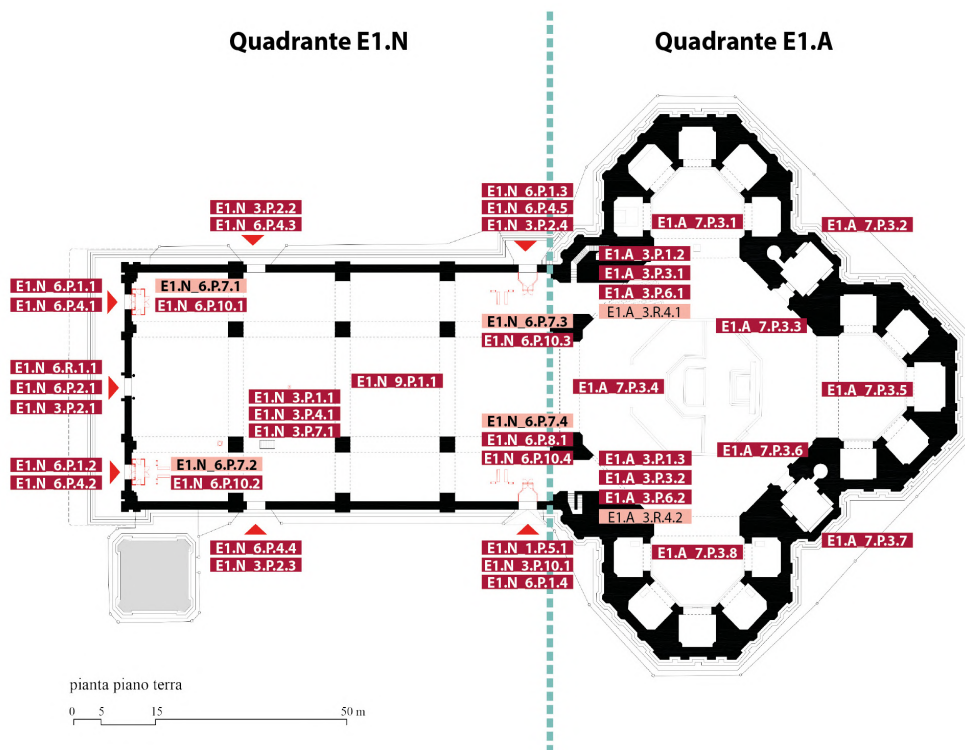 Quadrante E1.N
Quadrante E1.A
E1.N_3.P.2.2
E1.N_6.P.4.3
E1.N_6.P.1.3
E1.N_6.P.4.5
E1.N_3.P.2.4
E1.N_6.P.1.1
E1.N_6.P.4.1
E1.N_6.P.7.1
E1.N_6.P.10.1
E1.N_6.R.1.1
E1.N_6.P.2.1
E1.N_3.P.2.1
E1.N_9.P.1.1
E1.N_3.P.1.1
E1.N_3.P.4.1
E1.N_3.P.7.1
E1.N_6.P.7.3
E1.N_6.P.10.3
E1.N_6.P.7.4
E1.N_6.P.8.1
E1.N_6.P.10.4
E1.N_6.P.1.2
E1.N_6.P.4.2
E1.N_6.P.7.2
E1.N_6.P.10.2
E1.N_6.P.4.4
E1.N_3.P.2.3
E1.N_1.P.5.1
E1.N_3.P.10.1
E1.N_6.P.1.4
E1.A_7.P.3.1
E1.A_7.P.3.2
E1.A_3.P.1.2
E1.A_3.P.3.1
E1.A_3.P.6.1
E1.A_3.R.4.1
E1.A_7.P.3.3
E1.A_7.P.3.4
E1.A_7.P.3.5
E1.A_7.P.3.6
E1.A_3.P.1.3
E1.A_3.P.3.2
E1.A_3.P.6.2
E1.A_3.R.4.2
E1.A_7.P.3.7
E1.A_7.P.3.8
pianta piano terra
0 5 15 50 m